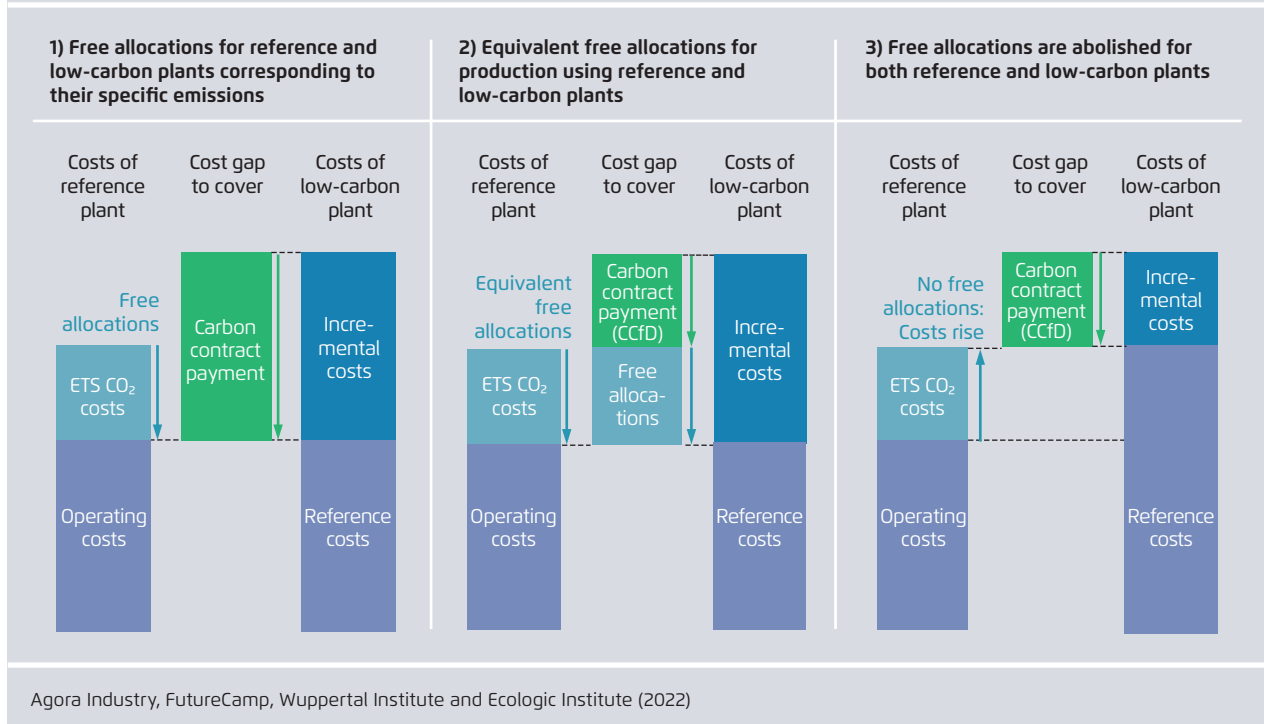 1) Free allocations for reference and
low-carbon plants corresponding to
their specific emissions
Costs of
reference
plant
Cost gap
to cover
Costs of
low-carbon
plant
Free
allocations
ETS CO₂
costs
Operating
costs
Carbon
contract
payment
Incre-
mental
costs
Reference
costs
2) Equivalent free allocations for
production using reference and
low-carbon plants
Costs of
reference
plant
Cost gap
to cover
Costs of
low-carbon
plant
Equivalent
free
allocations
ETS CO₂
costs
Operating
costs
Carbon
contract
payment
(CCfD)
Free
alloca-
tions
Incre-
mental
costs
Reference
costs
3) Free allocations are abolished for
both reference and low-carbon plants
Costs of
reference
plant
Cost gap
to cover
Costs of
low-carbon
plant
No free
allocations:
Costs rise
ETS CO₂
costs
Operating
costs
Carbon
contract
payment
(CCfD)
Incre-
mental
costs
Reference
costs
Agora Industry, FutureCamp, Wuppertal Institute and Ecologic Institute (2022)